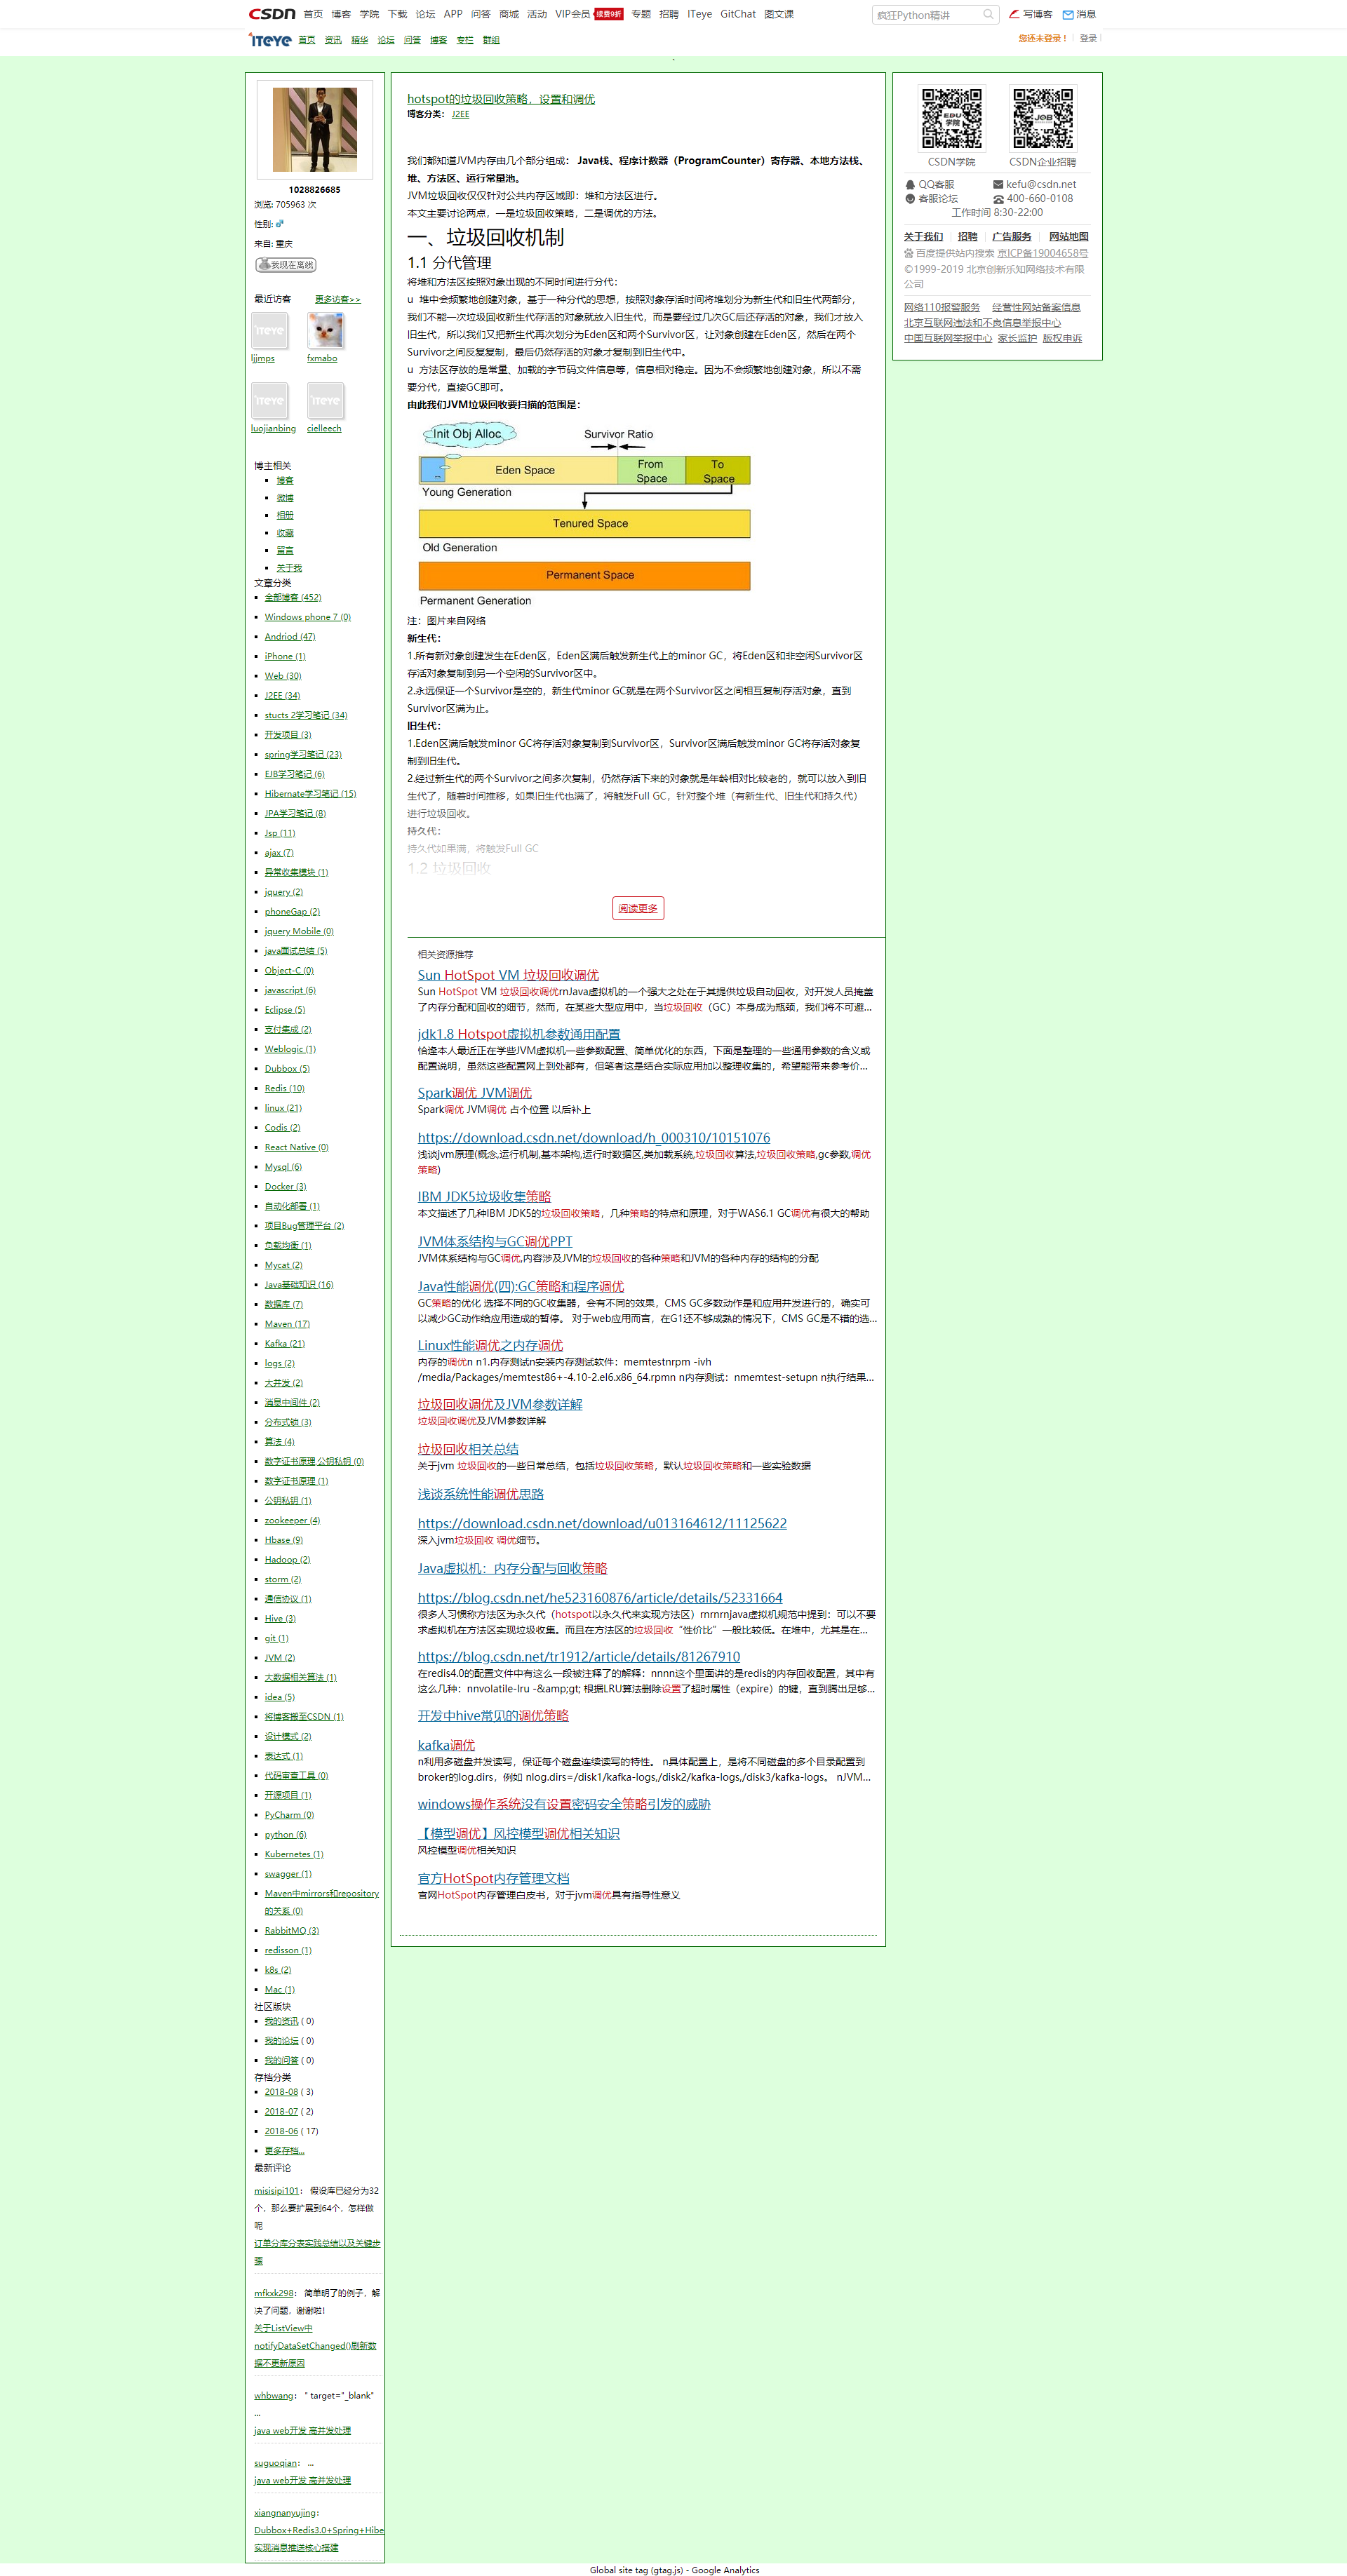 CSDN 首页 博客 学院 下载 论坛 APP 问答 商城 活动 VIP会员 续费9折 专题 招聘 ITeye GitChat 图文课 疯狂Python精讲 写博客 消息
ITeye 首页 资讯 精华 论坛 问答 博客 专栏 群组 您还未登录 ! 登录
1028826685
浏览: 705963 次
性别:
来自: 重庆
我现在离线
最近访客 更多访客>>
ljjmps fxmabo
luojianbing cielleech
博主相关
博客
微博
相册
收藏
留言
关于我
文章分类
全部博客 (452)
Windows phone 7 (0)
Andriod (47)
iPhone (1)
Web (30)
J2EE (34)
stucts 2学习笔记 (34)
开发项目 (3)
spring学习笔记 (23)
EJB学习笔记 (6)
Hibernate学习笔记 (15)
JPA学习笔记 (8)
Jsp (11)
ajax (7)
异常收集模块 (1)
jquery (2)
phoneGap (2)
jquery Mobile (0)
java面试总结 (5)
Object-C (0)
javascript (6)
Eclipse (5)
支付集成 (2)
Weblogic (1)
Dubbox (5)
Redis (10)
linux (21)
Codis (2)
React Native (0)
Mysql (6)
Docker (3)
自动化部署 (1)
项目Bug管理平台 (2)
负载均衡 (1)
Mycat (2)
Java基础知识 (16)
数据库 (7)
Maven (17)
Kafka (21)
logs (2)
大并发 (2)
消息中间件 (2)
分布式锁 (3)
算法 (4)
数字证书原理,公钥私钥 (0)
数字证书原理 (1)
公钥私钥 (1)
zookeeper (4)
Hbase (9)
Hadoop (2)
storm (2)
通信协议 (1)
Hive (3)
git (1)
JVM (2)
大数据相关算法 (1)
idea (5)
将博客搬至CSDN (1)
设计模式 (2)
表达式 (1)
代码审查工具 (0)
开源项目 (1)
PyCharm (0)
python (6)
Kubernetes (1)
swagger (1)
Maven中mirrors和repository
的关系 (0)
RabbitMQ (3)
redisson (1)
k8s (2)
Mac (1)
社区版块
我的资讯 ( 0)
我的论坛 ( 0)
我的问答 ( 0)
存档分类
2018-08 ( 3)
2018-07 ( 2)
2018-06 ( 17)
更多存档...
最新评论
misisipi101： 假设库已经分为32
个，那么要扩展到64个，怎样做
呢
订单分库分表实践总结以及关键步
骤
mfkxk298： 简单明了的例子，解
决了问题，谢谢啦！
关于ListView中
notifyDataSetChanged()刷新数
据不更新原因
whbwang： " target="_blank"
...
java web开发 高并发处理
suguoqian： ...
java web开发 高并发处理
xiangnanyujing：
Dubbox+Redis3.0+Spring+Hibe
实现消息推送核心搭建
hotspot的垃圾回收策略，设置和调优
博客分类： J2EE
我们都知道JVM内存由几个部分组成： Java栈、程序计数器（ProgramCounter）寄存器、本地方法栈、
堆、方法区、运行常量池。
JVM垃圾回收仅仅针对公共内存区域即：堆和方法区进行。
本文主要讨论两点，一是垃圾回收策略，二是调优的方法。
一、垃圾回收机制
1.1 分代管理
将堆和方法区按照对象出现的不同时间进行分代：
u 堆中会频繁地创建对象，基于一种分代的思想，按照对象存活时间将堆划分为新生代和旧生代两部分，
我们不能一次垃圾回收新生代存活的对象就放入旧生代，而是要经过几次GC后还存活的对象，我们才放入
旧生代，所以我们又把新生代再次划分为Eden区和两个Survivor区，让对象创建在Eden区，然后在两个
Survivor之间反复复制，最后仍然存活的对象才复制到旧生代中。
u 方法区存放的是常量、加载的字节码文件信息等，信息相对稳定。因为不会频繁地创建对象，所以不需
要分代，直接GC即可。
由此我们JVM垃圾回收要扫描的范围是：
Init Obj Alloc Survivor Ratio
Eden Space From Space To Space
Young Generation
Tenured Space
Old Generation
Permanent Space
Permanent Generation
注：图片来自网络
新生代：
1.所有新对象创建发生在Eden区，Eden区满后触发新生代上的minor GC，将Eden区和非空闲Survivor区
存活对象复制到另一个空闲的Survivor区中。
2.永远保证一个Survivor是空的，新生代minor GC就是在两个Survivor区之间相互复制存活对象，直到
Survivor区满为止。
旧生代：
1.Eden区满后触发minor GC将存活对象复制到Survivor区，Survivor区满后触发minor GC将存活对象复
制到旧生代。
2.经过新生代的两个Survivor之间多次复制，仍然存活下来的对象就是年龄相对比较老的，就可以放入到旧
生代了，随着时间推移，如果旧生代也满了，将触发Full GC，针对整个堆（有新生代、旧生代和持久代）
进行垃圾回收。
持久代：
持久代如果满，将触发Full GC
1.2 垃圾回收
阅读更多
相关资源推荐
Sun HotSpot VM 垃圾回收调优
Sun HotSpot VM 垃圾回收调优rnJava虚拟机的一个强大之处在于其提供垃圾自动回收，对开发人员掩盖
了内存分配和回收的细节，然而，在某些大型应用中，当垃圾回收（GC）本身成为瓶颈，我们将不可避...
jdk1.8 Hotspot虚拟机参数通用配置
恰逢本人最近正在学些JVM虚拟机一些参数配置、简单优化的东西，下面是整理的一些通用参数的含义或
配置说明，虽然这些配置网上到处都有，但笔者这是结合实际应用加以整理收集的，希望能带来参考价...
Spark调优 JVM调优
Spark调优 JVM调优 占个位置 以后补上
https://download.csdn.net/download/h_000310/10151076
浅谈jvm原理(概念,运行机制,基本架构,运行时数据区,类加载系统,垃圾回收算法,垃圾回收策略,gc参数,调优
策略)
IBM JDK5垃圾收集策略
本文描述了几种IBM JDK5的垃圾回收策略，几种策略的特点和原理，对于WAS6.1 GC调优有很大的帮助
JVM体系结构与GC调优PPT
JVM体系结构与GC调优,内容涉及JVM的垃圾回收的各种策略和JVM的各种内存的结构的分配
Java性能调优(四):GC策略和程序调优
GC策略的优化 选择不同的GC收集器，会有不同的效果，CMS GC多数动作是和应用并发进行的，确实可
以减少GC动作给应用造成的暂停。 对于web应用而言，在G1还不够成熟的情况下，CMS GC是不错的选...
Linux性能调优之内存调优
内存的调优n n1.内存测试n安装内存测试软件：memtestnrpm -ivh
/media/Packages/memtest86+-4.10-2.el6.x86_64.rpmn n内存测试：nmemtest-setupn n执行结果...
垃圾回收调优及JVM参数详解
垃圾回收调优及JVM参数详解
垃圾回收相关总结
关于jvm 垃圾回收的一些日常总结，包括垃圾回收策略，默认垃圾回收策略和一些实验数据
浅谈系统性能调优思路
https://download.csdn.net/download/u013164612/11125622
深入jvm垃圾回收 调优细节。
Java虚拟机：内存分配与回收策略
https://blog.csdn.net/he523160876/article/details/52331664
很多人习惯称方法区为永久代（hotspot以永久代来实现方法区）rnrnrnjava虚拟机规范中提到：可以不要
求虚拟机在方法区实现垃圾收集。而且在方法区的垃圾回收“性价比”一般比较低。在堆中，尤其是在...
https://blog.csdn.net/tr1912/article/details/81267910
在redis4.0的配置文件中有这么一段被注释了的解释：nnnn这个里面讲的是redis的内存回收配置，其中有
这么几种：nnvolatile-lru -&amp;gt; 根据LRU算法删除设置了超时属性（expire）的键，直到腾出足够...
开发中hive常见的调优策略
kafka调优
n利用多磁盘并发读写，保证每个磁盘连续读写的特性。 n具体配置上，是将不同磁盘的多个目录配置到
broker的log.dirs，例如 nlog.dirs=/disk1/kafka-logs,/disk2/kafka-logs,/disk3/kafka-logs。 nJVM...
windows操作系统没有设置密码安全策略引发的威胁
【模型调优】风控模型调优相关知识
风控模型调优相关知识
官方HotSpot内存管理文档
官网HotSpot内存管理白皮书，对于jvm调优具有指导性意义
EDU 学院 JOB
CSDN学院 CSDN企业招聘
QQ客服 kefu@csdn.net
客服论坛 400-660-0108
工作时间 8:30-22:00
关于我们 招聘 广告服务 网站地图
百度提供站内搜索 京ICP备19004658号
©1999-2019 北京创新乐知网络技术有限
公司
网络110报警服务 经营性网站备案信息
北京互联网违法和不良信息举报中心
中国互联网举报中心 家长监护 版权申诉
Global site tag (gtag.js) - Google Analytics